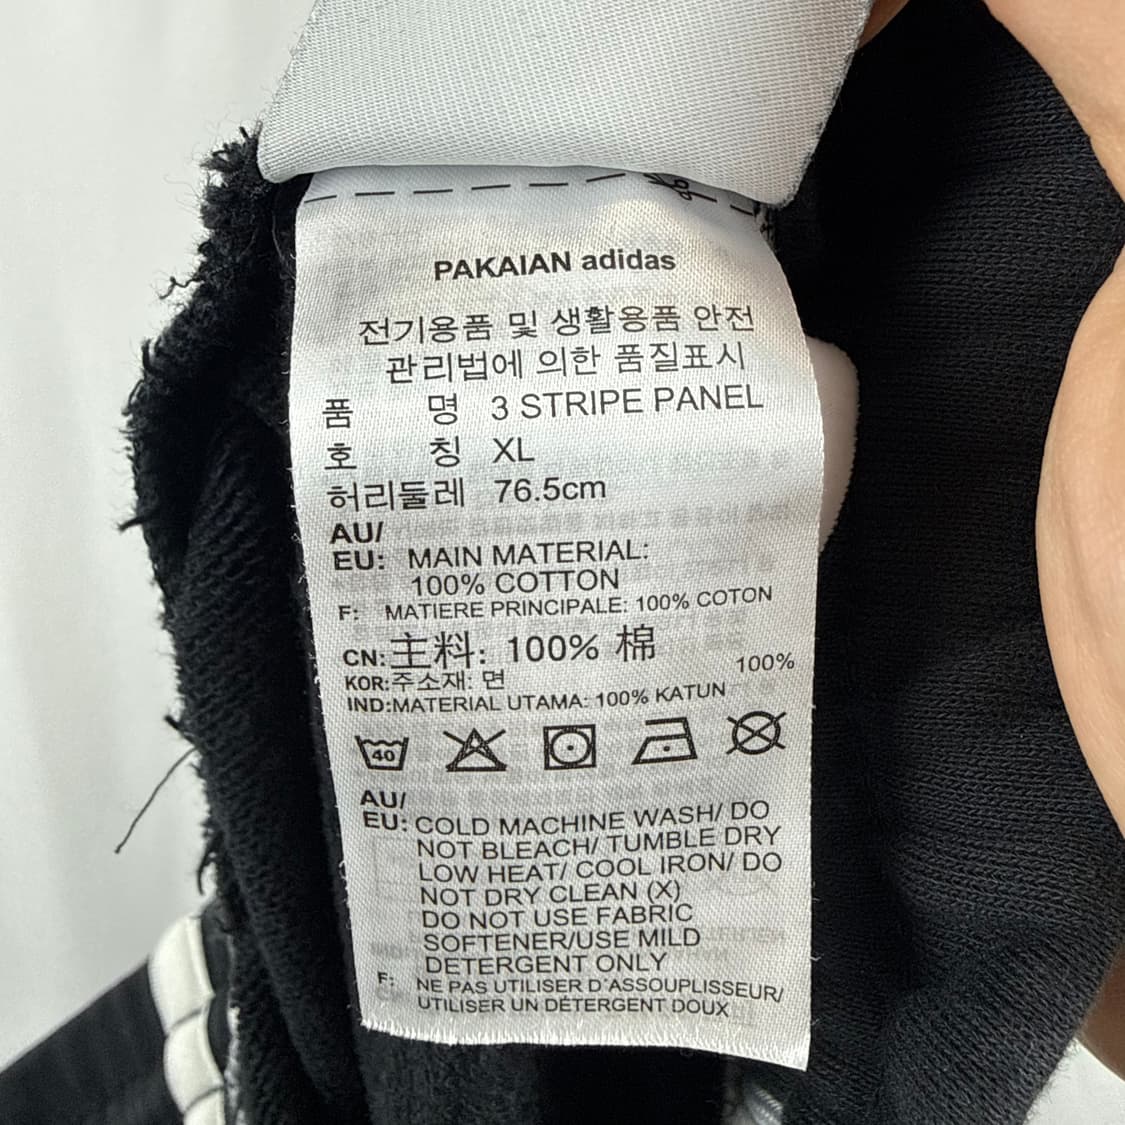 PAKAIAN adidas
전기용품 및 생활용품 안전
관리법에 의한 품질표시
품 명 3 STRIPE PANEL
호 칭 XL
허리둘레 76.5cm
AU/
EU: MAIN MATERIAL:
100% COTTON
F: MATIERE PRINCIPALE: 100% COTON
CN:主料: 100% 棉
KOR:주소재: 면 100%
IND:MATERIAL UTAMA: 100% KATUN
40
AU/
EU: COLD MACHINE WASH/ DO
NOT BLEACH/ TUMBLE DRY
LOW HEAT/ COOL IRON/ DO
NOT DRY CLEAN (X)
DO NOT USE FABRIC
SOFTENER/USE MILD
DETERGENT ONLY
F: NE PAS UTILISER D'ASSOUPLISSEUR/
UTILISER UN DÉTERGENT DOUX